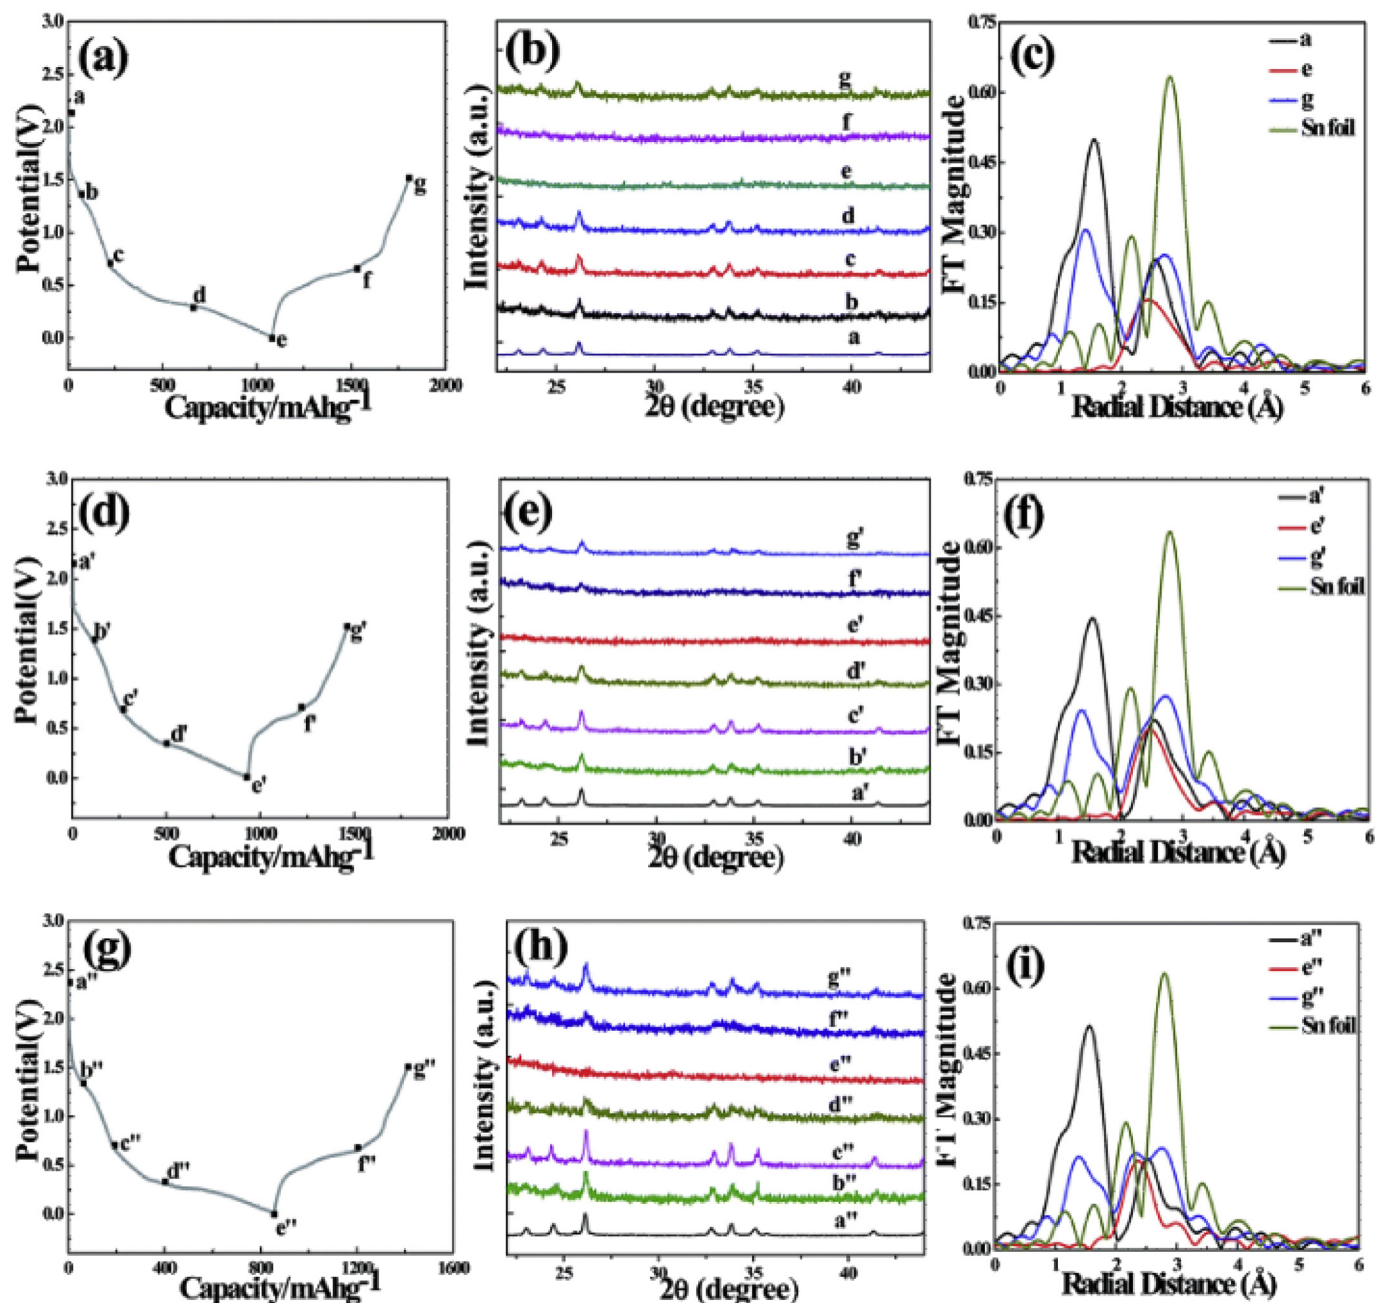 (a)
3.0
2.5
2.0
1.5
1.0
0.5
0.0
Potential(V)
a
b
c
d
e
f
g
0 500 1000 1500 2000
Capacity/mAhg-1
(b)
Intensity (a.u.)
g
f
e
d
c
b
a
25 30 35 40
2θ (degree)
(c)
0.75
0.60
0.45
0.30
0.15
0.00
FT Magnitude
a
e
g
Sn foil
0 1 2 3 4 5 6
Radial Distance (Å)
(d)
3.0
2.5
2.0
1.5
1.0
0.5
0.0
Potential(V)
a'
b'
c'
d'
e'
f'
g'
0 500 1000 1500 2000
Capacity/mAhg-1
(e)
Intensity (a.u.)
g'
f'
e'
d'
c'
b'
a'
25 30 35 40
2θ (degree)
(f)
0.75
0.60
0.45
0.30
0.15
0.00
FT Magnitude
a'
e'
g'
Sn foil
0 1 2 3 4 5 6
Radial Distance (Å)
(g)
3.0
2.5
2.0
1.5
1.0
0.5
0.0
Potential(V)
a"
b"
c"
d"
e"
f"
g"
0 400 800 1200 1600
Capacity/mAhg-1
(h)
Intensity (a.u.)
g"
f"
e"
d"
c"
b"
a"
25 30 35 40
2θ (degree)
(i)
0.75
0.60
0.45
0.30
0.15
0.00
FT Magnitude
a"
e"
g"
Sn foil
0 1 2 3 4 5 6
Radial Distance (Å)